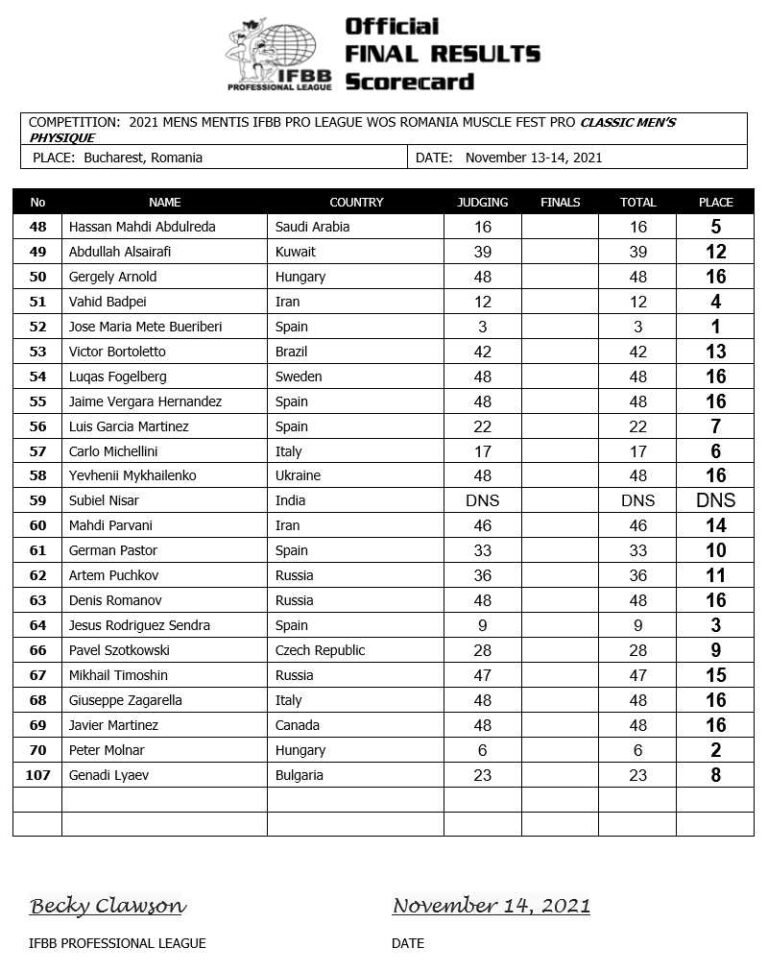 Official
FINAL RESULTS
Scorecard
IFBB
PROFESSIONAL LEAGUE
COMPETITION: 2021 MENS MENTIS IFBB PRO LEAGUE WOS ROMANIA MUSCLE FEST PRO CLASSIC MEN'S
PHYSIQUE
PLACE: Bucharest, Romania DATE: November 13-14, 2021
No NAME COUNTRY JUDGING FINALS TOTAL PLACE
48 Hassan Mahdi Abdulreda Saudi Arabia 16 16 5
49 Abdullah Alsairafi Kuwait 39 39 12
50 Gergely Arnold Hungary 48 48 16
51 Vahid Badpei Iran 12 12 4
52 Jose Maria Mete Bueriberi Spain 3 3 1
53 Victor Bortoletto Brazil 42 42 13
54 Luqas Fogelberg Sweden 48 48 16
55 Jaime Vergara Hernandez Spain 48 48 16
56 Luis Garcia Martinez Spain 22 22 7
57 Carlo Michellini Italy 17 17 6
58 Yevhenii Mykhailenko Ukraine 48 48 16
59 Subiel Nisar India DNS DNS DNS
60 Mahdi Parvani Iran 46 46 14
61 German Pastor Spain 33 33 10
62 Artem Puchkov Russia 36 36 11
63 Denis Romanov Russia 48 48 16
64 Jesus Rodriguez Sendra Spain 9 9 3
66 Pavel Szotkowski Czech Republic 28 28 9
67 Mikhail Timoshin Russia 47 47 15
68 Giuseppe Zagarella Italy 48 48 16
69 Javier Martinez Canada 48 48 16
70 Peter Molnar Hungary 6 6 2
107 Genadi Lyaev Bulgaria 23 23 8
Becky Clawson November 14, 2021
IFBB PROFESSIONAL LEAGUE DATE